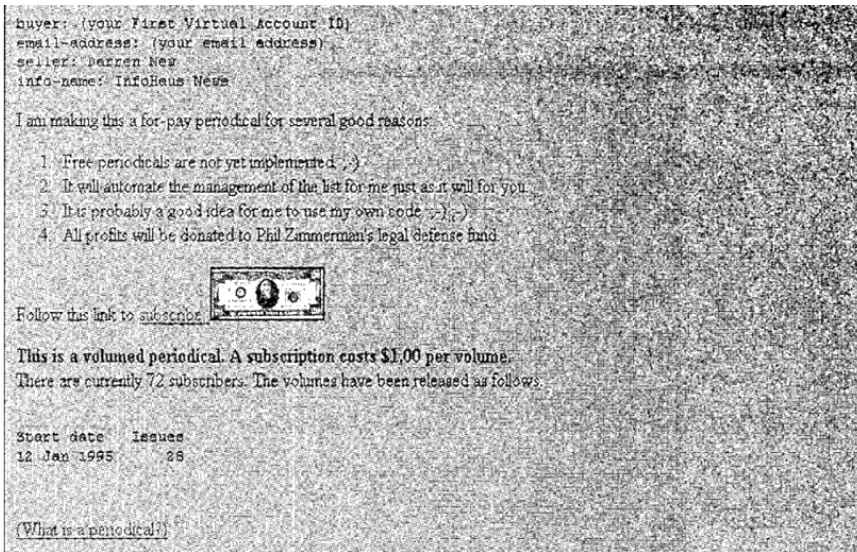 buyer: (your First Virtual Account ID)
email-address: (your email address)
seller: Darren New
info-name: InfoHaus News
I am making this a for-pay periodical for several good reasons:
1. Free periodicals are not yet implemented. ;-)
2. It will automate the management of the list for me just as it will for you.
3. It is probably a good idea for me to use my own code. ;-) ;-)
4. All profits will be donated to Phil Zimmerman's legal defense fund.
Follow this link to subscribe.
This is a volumed periodical. A subscription costs $1.00 per volume.
There are currently 72 subscribers. The volumes have been released as follows:
Start date Issues
12 Jan 1995 28
(What is a periodical?)